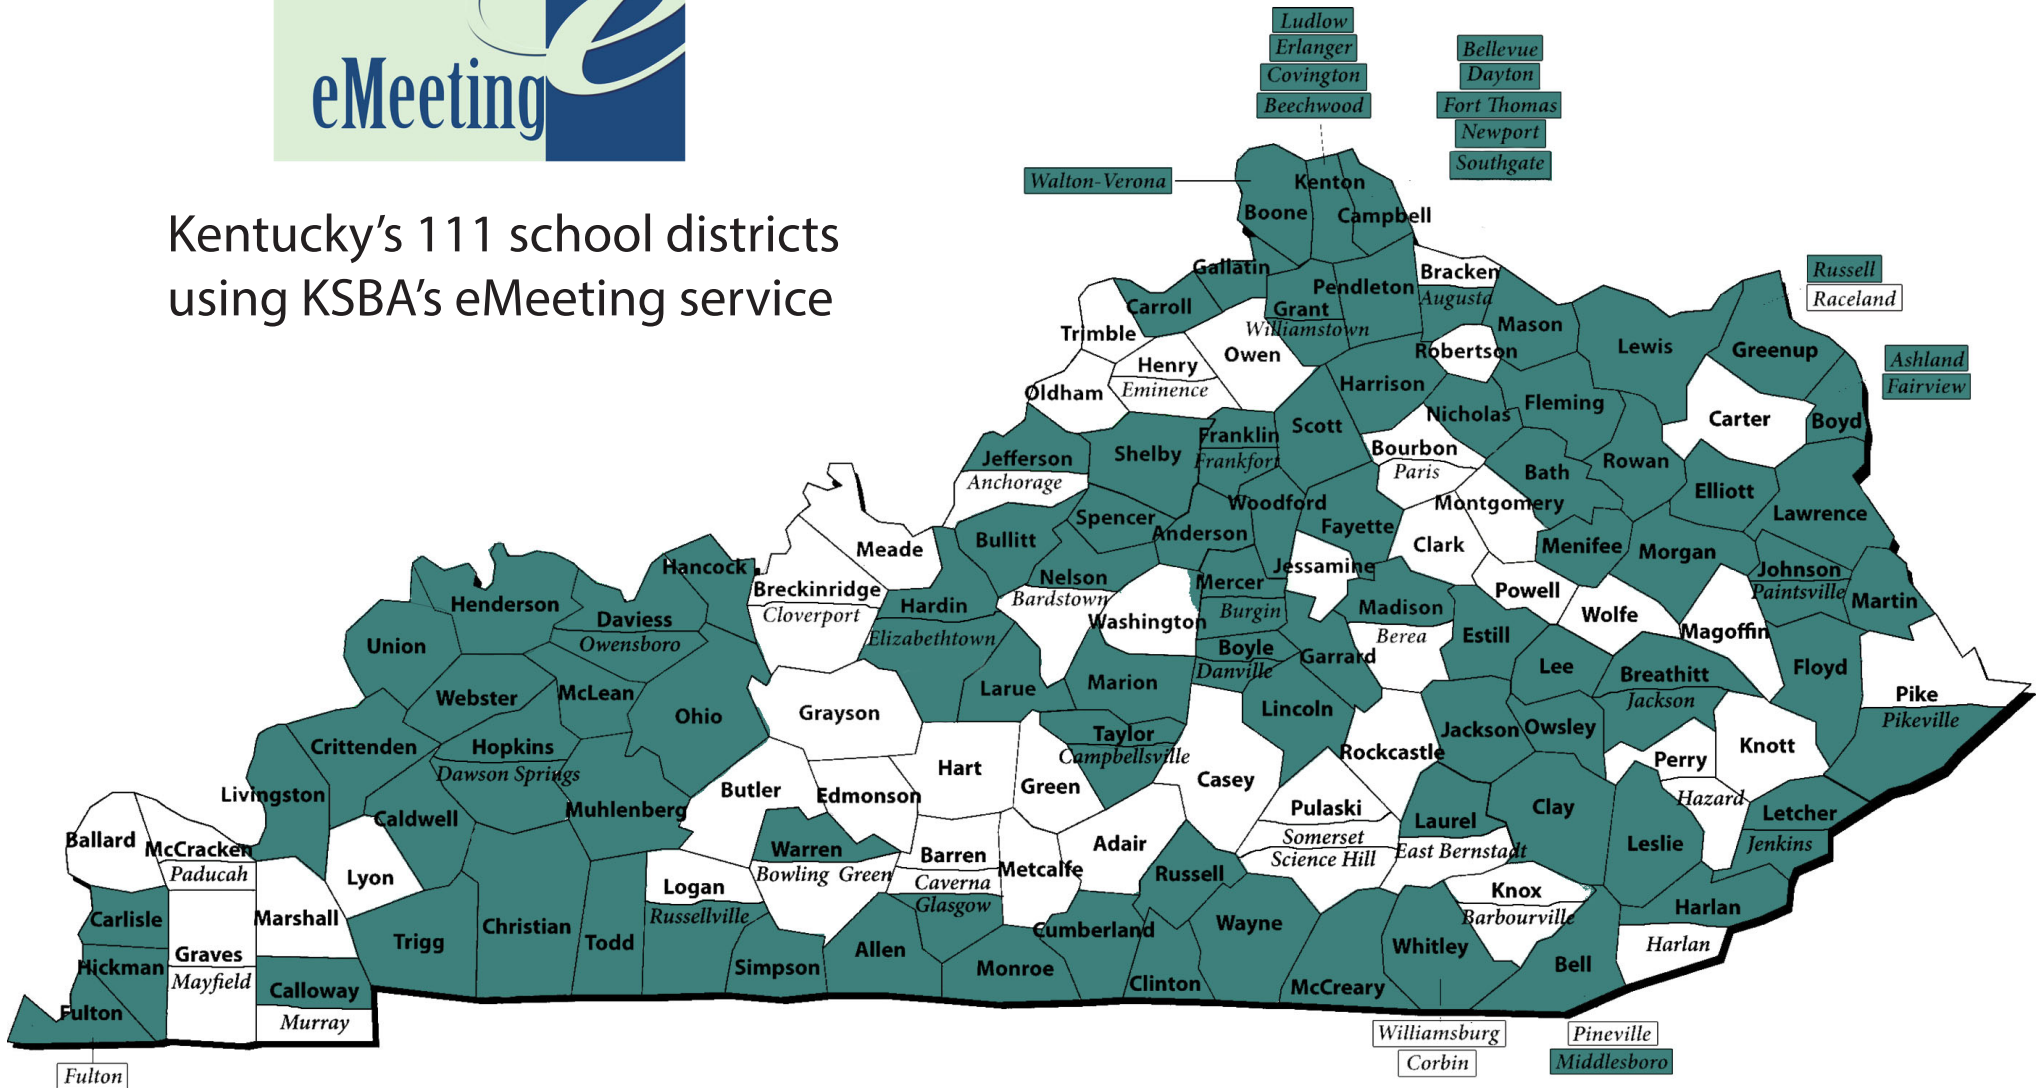 eMeeting
Kentucky's 111 school districts
using KSBA's eMeeting service
Ludlow
Erlanger
Covington
Beechwood
Bellevue
Dayton
Fort Thomas
Newport
Southgate
Walton-Verona
Kenton
Boone
Campbell
Gallatin
Bracken
Augusta
Russell
Raceland
Carroll
Grant
Williamstown
Pendleton
Mason
Trimble
Owen
Robertson
Lewis
Greenup
Henry
Eminence
Ashland
Fairview
Oldham
Harrison
Nicholas
Fleming
Carter
Boyd
Franklin
Frankfort
Scott
Bourbon
Paris
Jefferson
Anchorage
Shelby
Bath
Rowan
Elliott
Woodford
Montgomery
Lawrence
Spencer
Anderson
Fayette
Bullitt
Meade
Clark
Menifee
Morgan
Hancock
Jessamine
Johnson
Paintsville
Breckinridge
Cloverport
Nelson
Bardstown
Mercer
Burgin
Powell
Henderson
Hardin
Elizabethtown
Madison
Berea
Wolfe
Martin
Daviess
Owensboro
Washington
Estill
Magoffin
Union
Boyle
Danville
Garrard
Lee
Breathitt
Jackson
Floyd
Webster
McLean
Larue
Marion
Pike
Pikeville
Ohio
Grayson
Lincoln
Crittenden
Hopkins
Dawson Springs
Taylor
Campbellsville
Jackson
Owsley
Rockcastle
Perry
Hazard
Knott
Livingston
Butler
Hart
Green
Casey
Edmonson
Muhlenberg
Caldwell
Pulaski
Somerset
Science Hill
Clay
Laurel
East Bernstadt
Letcher
Jenkins
Ballard
McCracken
Paducah
Warren
Bowling Green
Barren
Caverna
Glasgow
Adair
Metcalfe
Leslie
Lyon
Logan
Russellville
Russell
Knox
Barbourville
Carlisle
Marshall
Harlan
Harlan
Christian
Trigg
Todd
Allen
Cumberland
Wayne
Whitley
Graves
Mayfield
Hickman
Simpson
Monroe
Bell
Calloway
Murray
Clinton
McCreary
Fulton
Fulton
Williamsburg
Corbin
Pineville
Middlesboro